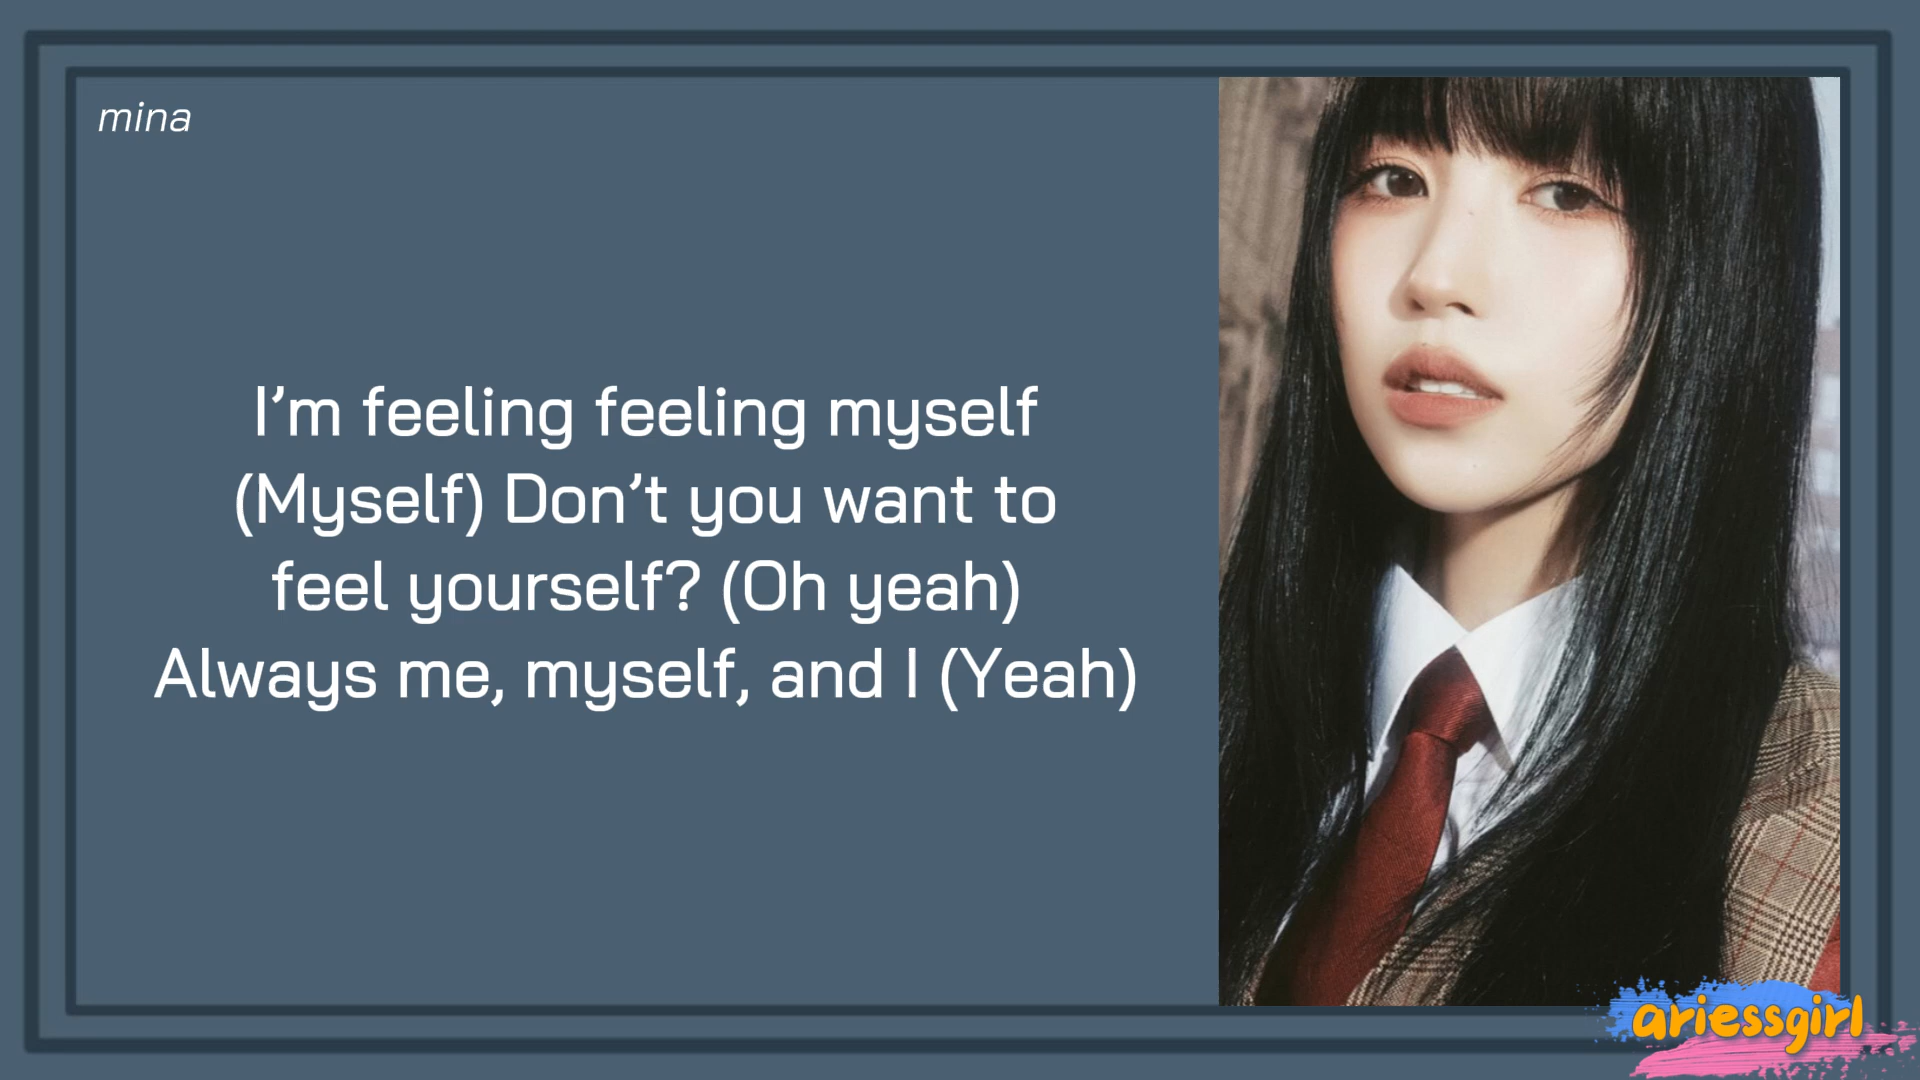 mina
I’m feeling feeling myself
(Myself) Don’t you want to
feel yourself? (Oh yeah)
Always me, myself, and I (Yeah)
ariessgirl